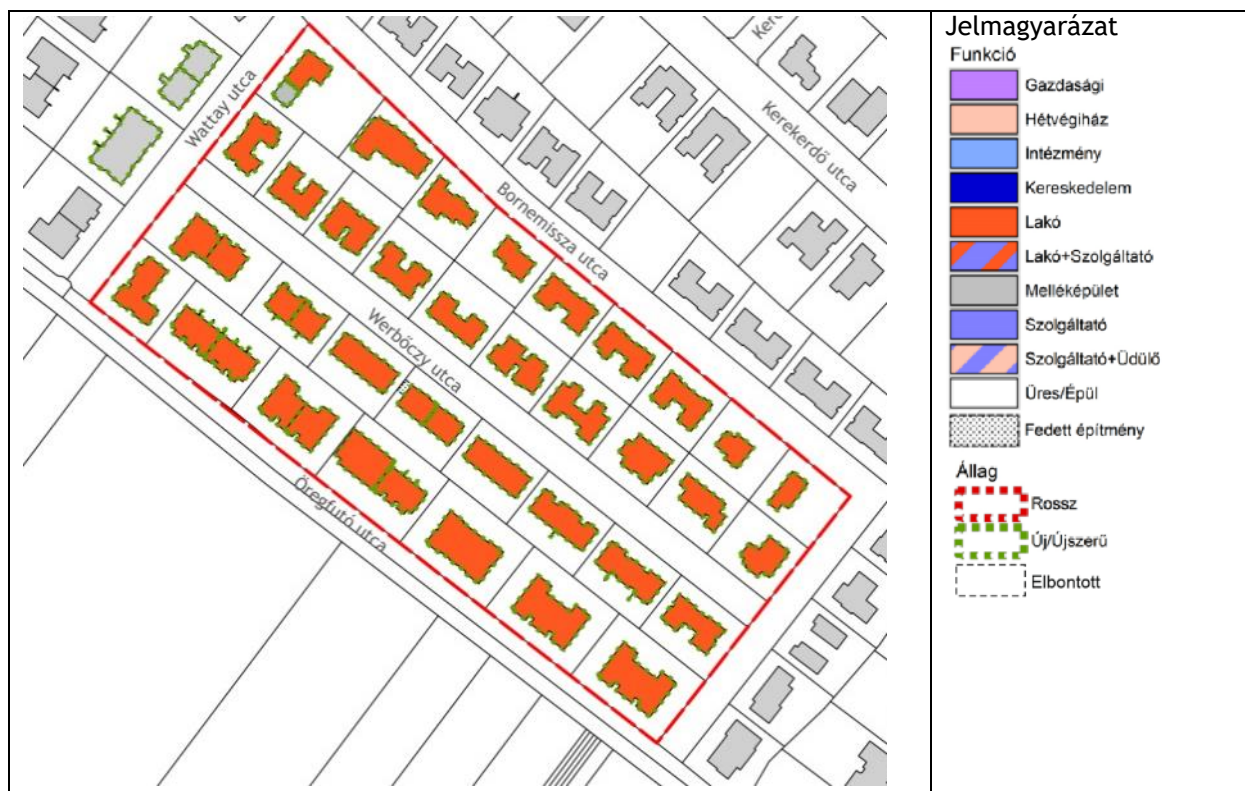 Wattay utca
Kerekerdő utca
Bornemissza utca
Werbőczy utca
Öregfutó utca
Jelmagyarázat
Funkció
Gazdasági
Hétvégiház
Intézmény
Kereskedelem
Lakó
Lakó+Szolgáltató
Melléképület
Szolgáltató
Szolgáltató+Üdülő
Üres/Épül
Fedett építmény
Állag
Rossz
Új/Újszerű
Elbontott